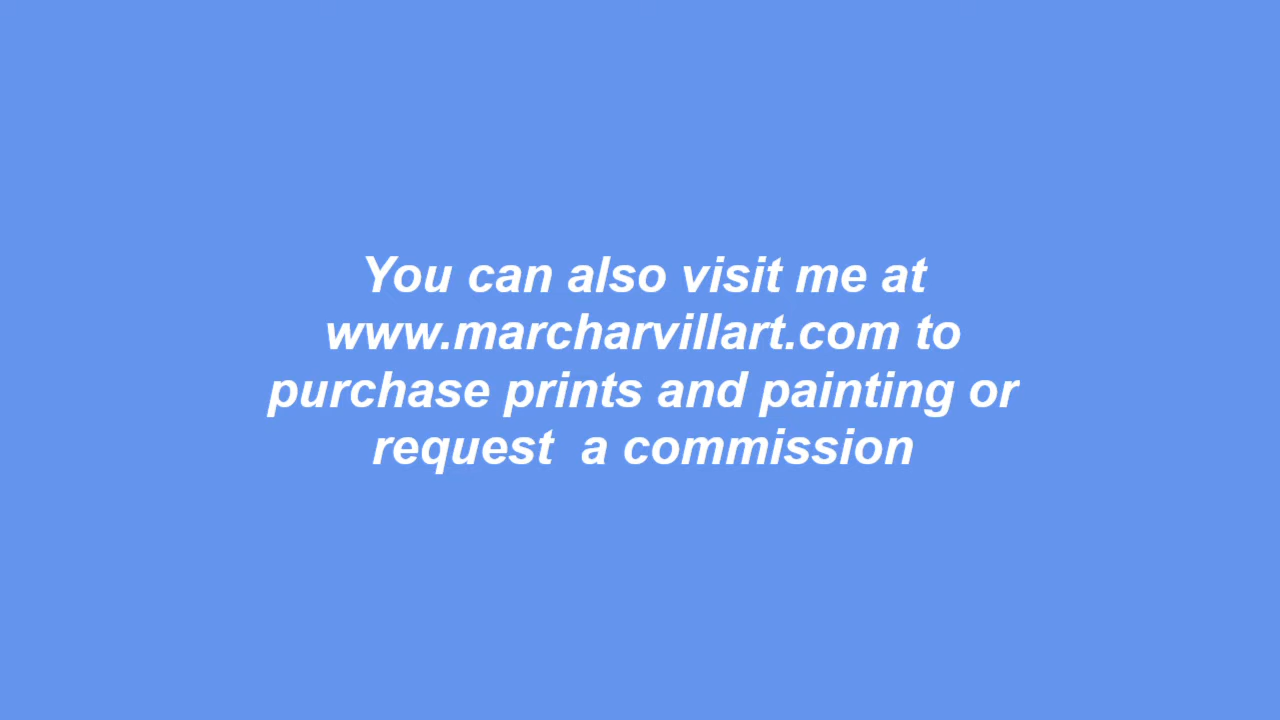 You can also visit me at
www.marcharvillart.com to
purchase prints and painting or
request  a commission